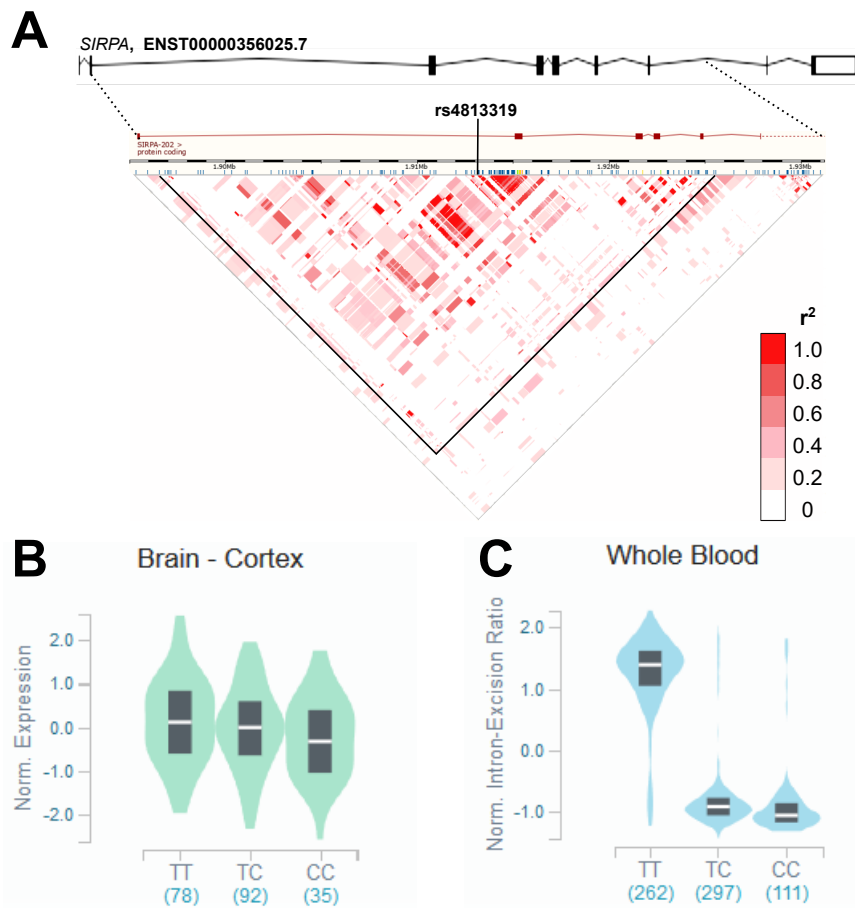 A
SIRPA, ENST00000356025.7
rs4813319
SIRPA-202 >
protein coding
1.90Mb 1.91Mb 1.92Mb 1.93Mb
r²
1.0
0.8
0.6
0.4
0.2
0
B
Brain - Cortex
Norm. Expression
2.0
1.0
0.0
-1.0
-2.0
TT TC CC
(78) (92) (35)
C
Whole Blood
Norm. Intron-Excision Ratio
2.0
1.0
0.0
-1.0
TT TC CC
(262) (297) (111)